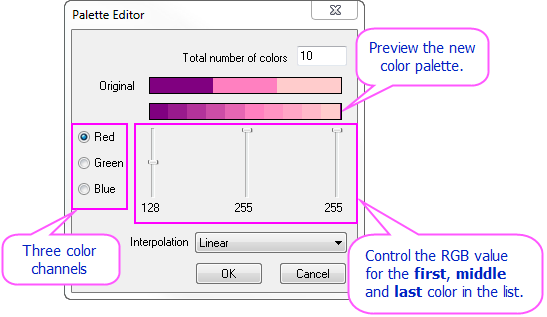 Palette Editor
Total number of colors 10
Original
Preview the new
color palette.
Red
Green
Blue
128 255 255
Three color
channels
Interpolation Linear
OK Cancel
Control the RGB value
for the first, middle
and last color in the list.